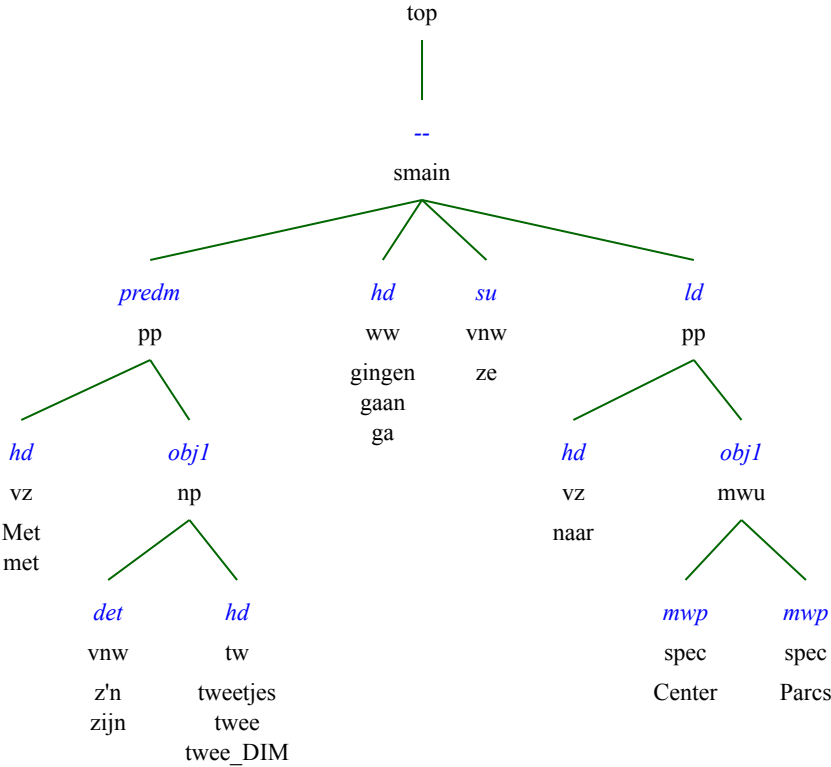 top
--
smain
predm hd su ld
pp ww vnw pp
gingen ze
gaan
ga
hd obj1 hd obj1
vz np vz mwu
Met naar
met
det hd mwp mwp
vnw tw spec spec
z'n tweetjes Center Parcs
zijn twee
twee_DIM